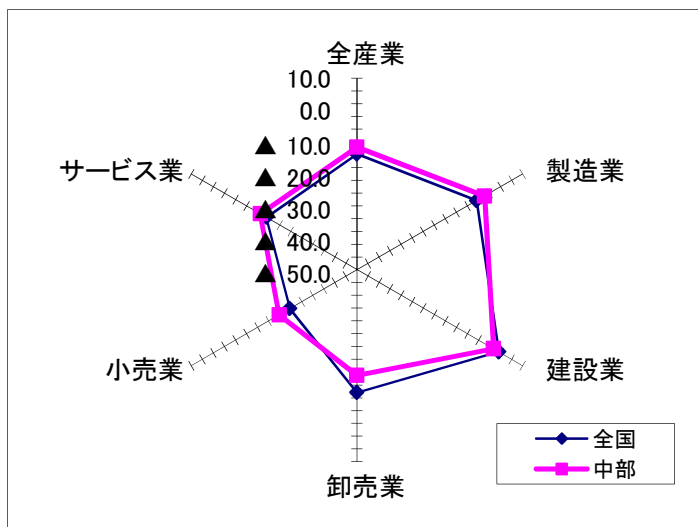 全産業
10.0
0.0
▲ 10.0
▲ 20.0
▲ 30.0
▲ 40.0
▲ 50.0
サービス業
製造業
小売業
建設業
卸売業
全国
中部